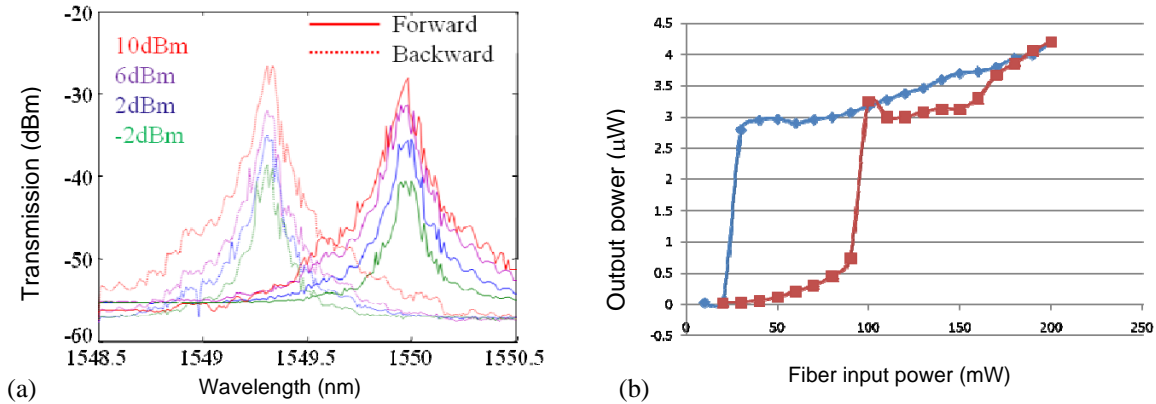 -20
-30
-40
-50
-60
Transmission (dBm)
10dBm
6dBm
2dBm
-2dBm
Forward
Backward
1548.5
1549
1549.5
1550
1550.5
Wavelength (nm)
(a)
4.5
4
3.5
3
2.5
2
1.5
1
0.5
0
-0.5
Output power (µW)
0
50
100
150
200
250
Fiber input power (mW)
(b)